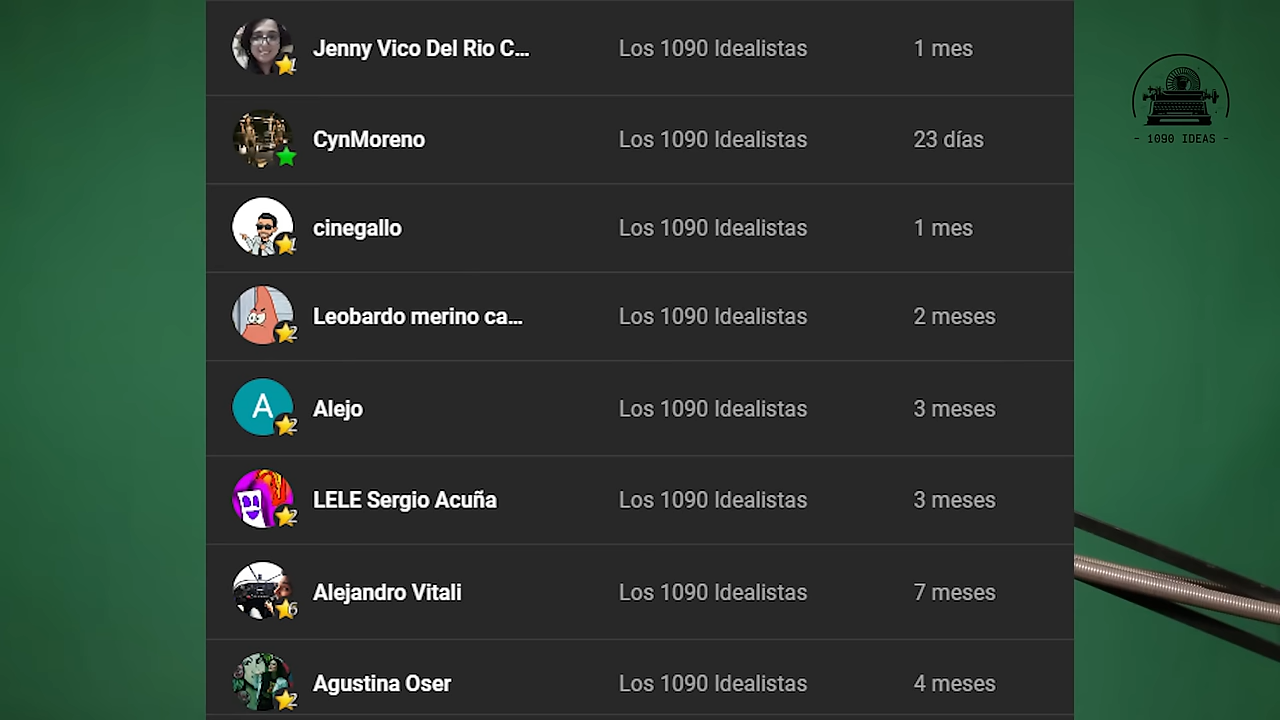 Jenny Vico Del Rio C... Los 1090 Idealistas 1 mes
CynMoreno Los 1090 Idealistas 23 días
cinegallo Los 1090 Idealistas 1 mes
Leobardo merino ca... Los 1090 Idealistas 2 meses
A Alejo Los 1090 Idealistas 3 meses
LELE Sergio Acuña Los 1090 Idealistas 3 meses
Alejandro Vitali Los 1090 Idealistas 7 meses
Agustina Oser Los 1090 Idealistas 4 meses
- 1090 IDEAS -